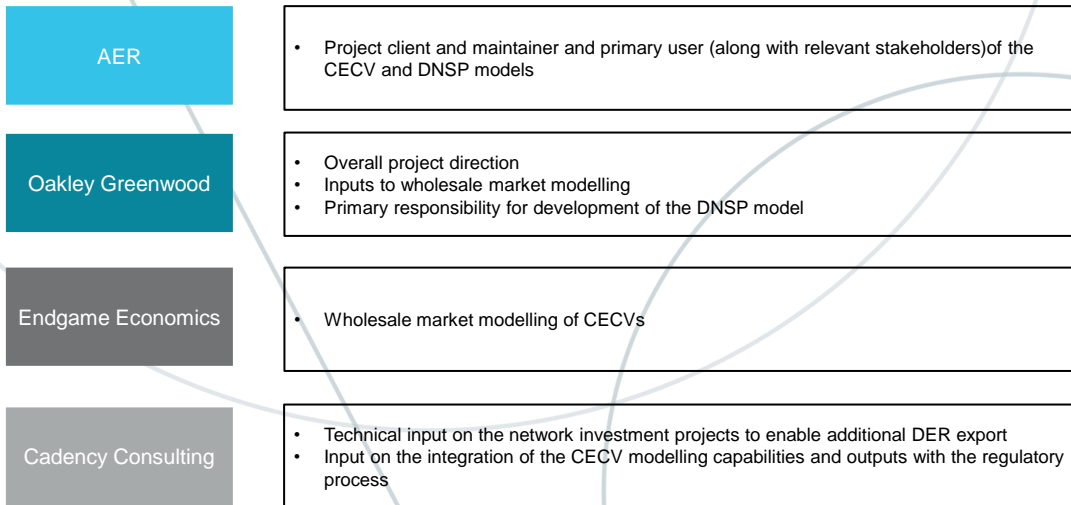 AER
• Project client and maintainer and primary user (along with relevant stakeholders)of the
CECV and DNSP models
Oakley Greenwood
• Overall project direction
• Inputs to wholesale market modelling
• Primary responsibility for development of the DNSP model
Endgame Economics
• Wholesale market modelling of CECVs
Cadency Consulting
• Technical input on the network investment projects to enable additional DER export
• Input on the integration of the CECV modelling capabilities and outputs with the regulatory
process